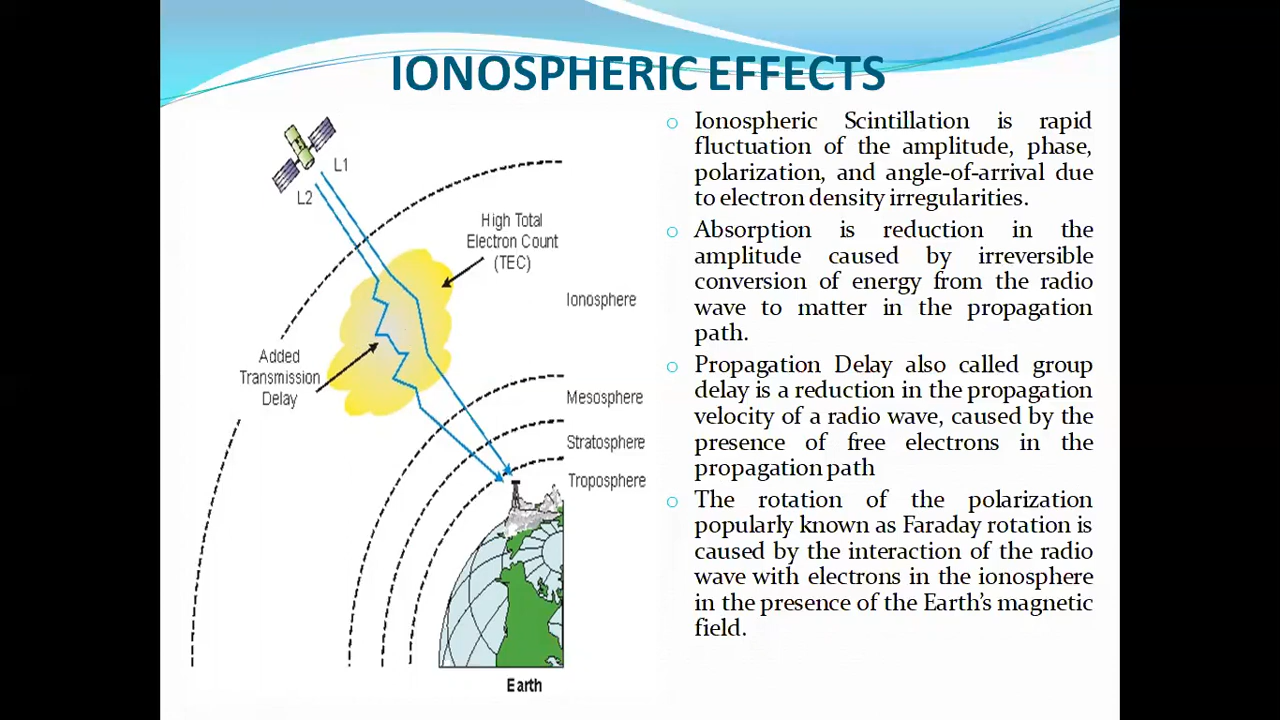 IONOSPHERIC EFFECTS
L1
L2
High Total
Electron Count
(TEC)
Ionosphere
Added
Transmission
Delay
Mesosphere
Stratosphere
Troposphere
Earth
Ionospheric Scintillation is rapid
fluctuation of the amplitude, phase,
polarization, and angle-of-arrival due
to electron density irregularities.
Absorption is reduction in the
amplitude caused by irreversible
conversion of energy from the radio
wave to matter in the propagation
path.
Propagation Delay also called group
delay is a reduction in the propagation
velocity of a radio wave, caused by the
presence of free electrons in the
propagation path
The rotation of the polarization
popularly known as Faraday rotation is
caused by the interaction of the radio
wave with electrons in the ionosphere
in the presence of the Earth's magnetic
field.